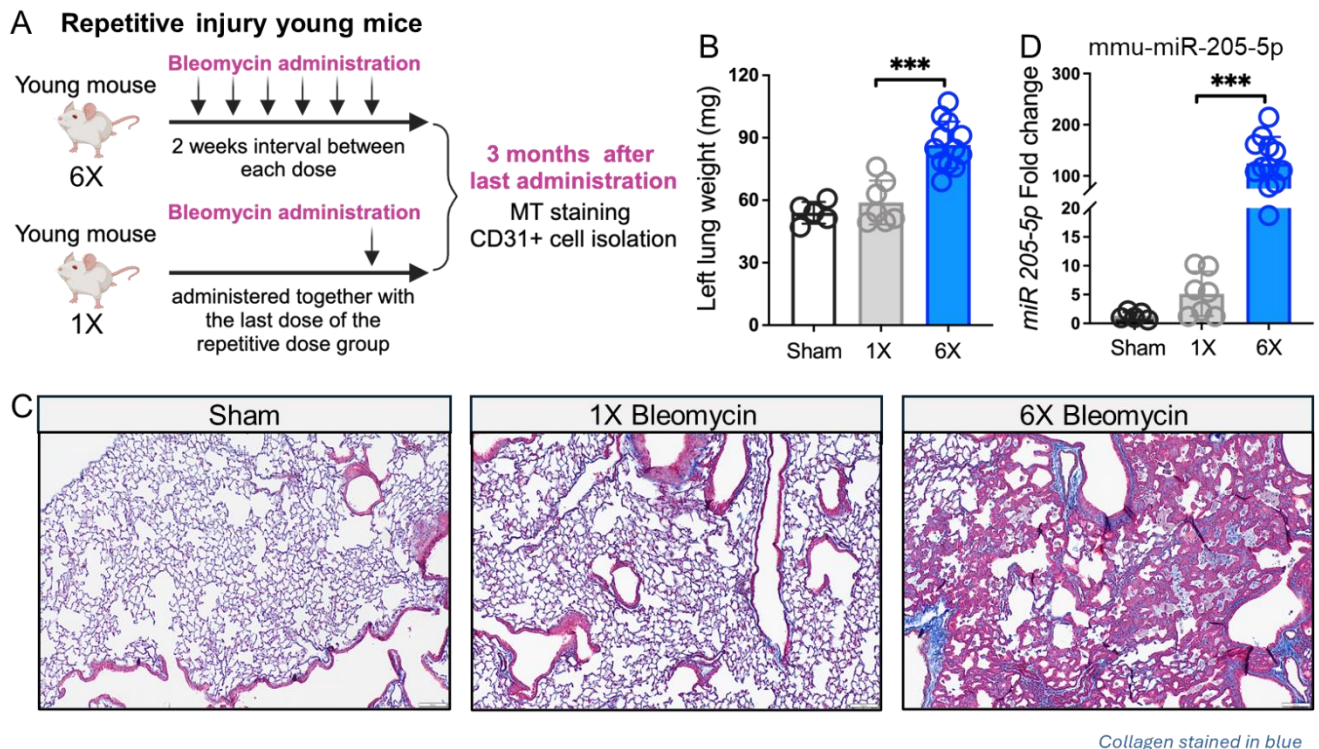 A Repetitive injury young mice
Bleomycin administration
Young mouse
6X
2 weeks interval between
each dose
Bleomycin administration
Young mouse
1X
administered together with
the last dose of the
repetitive dose group
3 months after
last administration
MT staining
CD31+ cell isolation
B
***
Left lung weight (mg)
120
90
60
30
0
Sham 1X 6X
D mmu-miR-205-5p
***
miR 205-5p Fold change
300
200
100
20
15
10
5
0
Sham 1X 6X
C
Sham
1X Bleomycin
6X Bleomycin
Collagen stained in blue